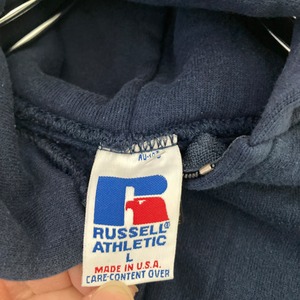 RUSSELL®
ATHLETIC
L
MADE IN U.S.A.
CARE-CONTENT OVER